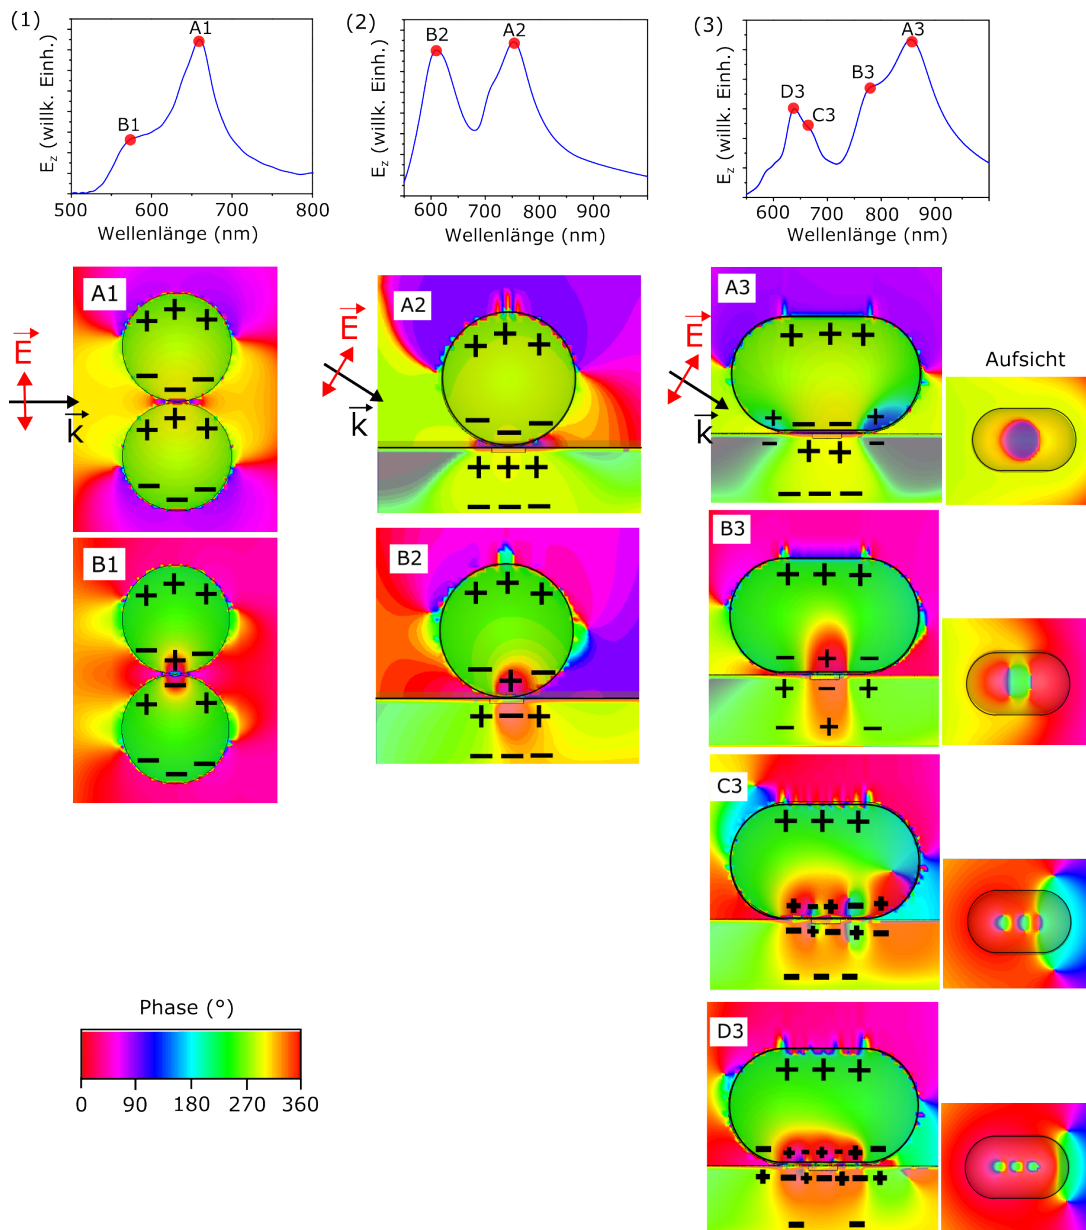 (1) (2) (3)
A1 B1
B2 A2
A3 B3 D3 C3
E_z (willk. Einh.) E_z (willk. Einh.) E_z (willk. Einh.)
500 600 700 800 600 700 800 900 600 700 800 900
Wellenlänge (nm) Wellenlänge (nm) Wellenlänge (nm)
A1 A2 A3
E E E
k k k
+ + +
− − −
Aufsicht
B1 B2 B3
C3
D3
Phase (°)
0 90 180 270 360